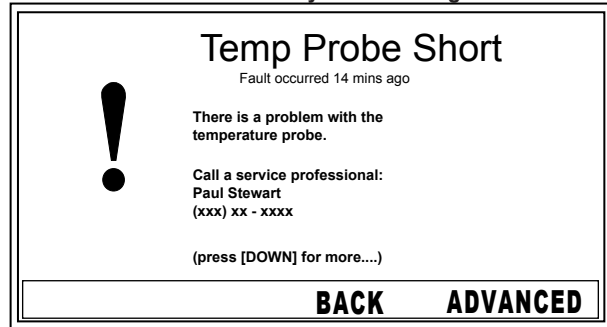 Temp Probe Short
Fault occurred 14 mins ago
There is a problem with the
temperature probe.
Call a service professional:
Paul Stewart
(xxx) xx - xxxx
(press [DOWN] for more....)
BACK ADVANCED